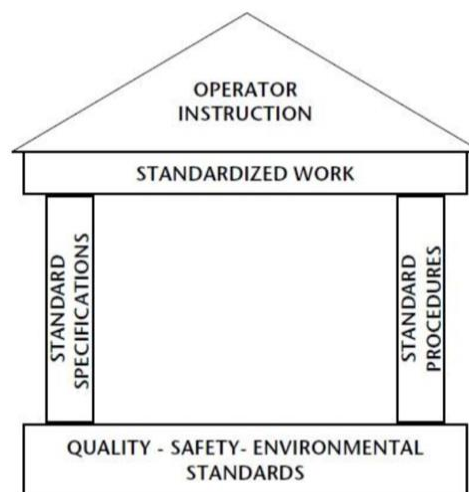 OPERATOR
INSTRUCTION
STANDARDIZED WORK
STANDARD
SPECIFICATIONS
STANDARD
PROCEDURES
QUALITY - SAFETY- ENVIRONMENTAL
STANDARDS